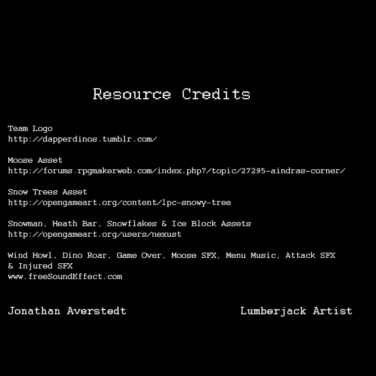 Resource Credits
Team Logo
http://dapperdinos.tumblr.com/
Moose Asset
http://forums.rpgmakerweb.com/index.php?/topic/27295-aindras-corner/
Snow Trees Asset
http://opengameart.org/content/lpc-snowy-tree
Snowman, Heath Bar, Snowflakes & Ice Block Assets
http://opengameart.org/users/nexust
Wind Howl, Dino Roar, Game Over, Moose SFX, Menu Music, Attack SFX
& Injured SFX
www.freeSoundEffect.com
Jonathan Averstedt Lumberjack Artist